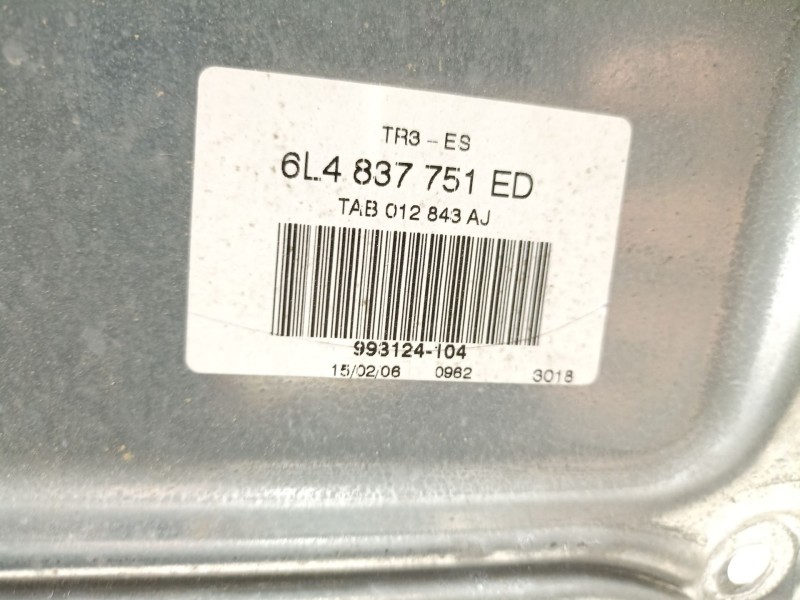 TR3 - ES
6L4 837 751 ED
TAB 012 843 AJ
993124-104
15/02/06 0962 3018